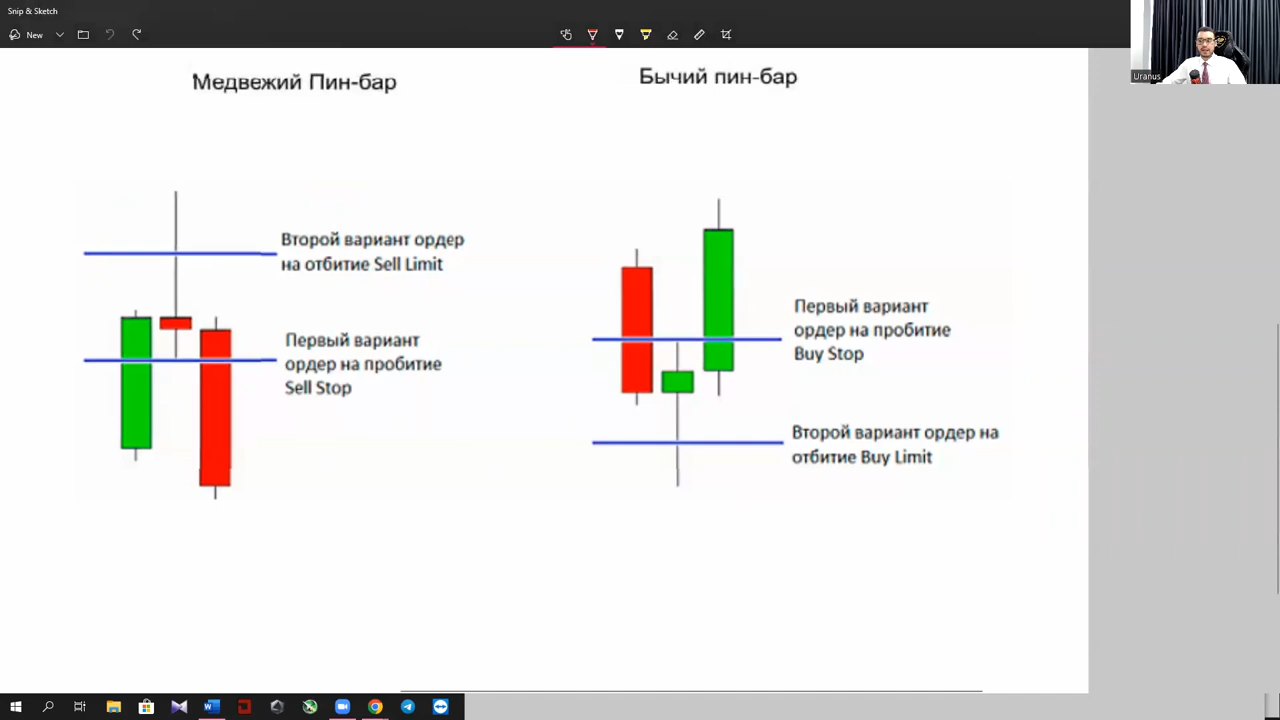 Snip & Sketch
New
Uranus
Медвежий Пин-бар
Бычий пин-бар
Второй вариант ордер
на отбитие Sell Limit
Первый вариант
ордер на пробитие
Sell Stop
Первый вариант
ордер на пробитие
Buy Stop
Второй вариант ордер на
отбитие Buy Limit